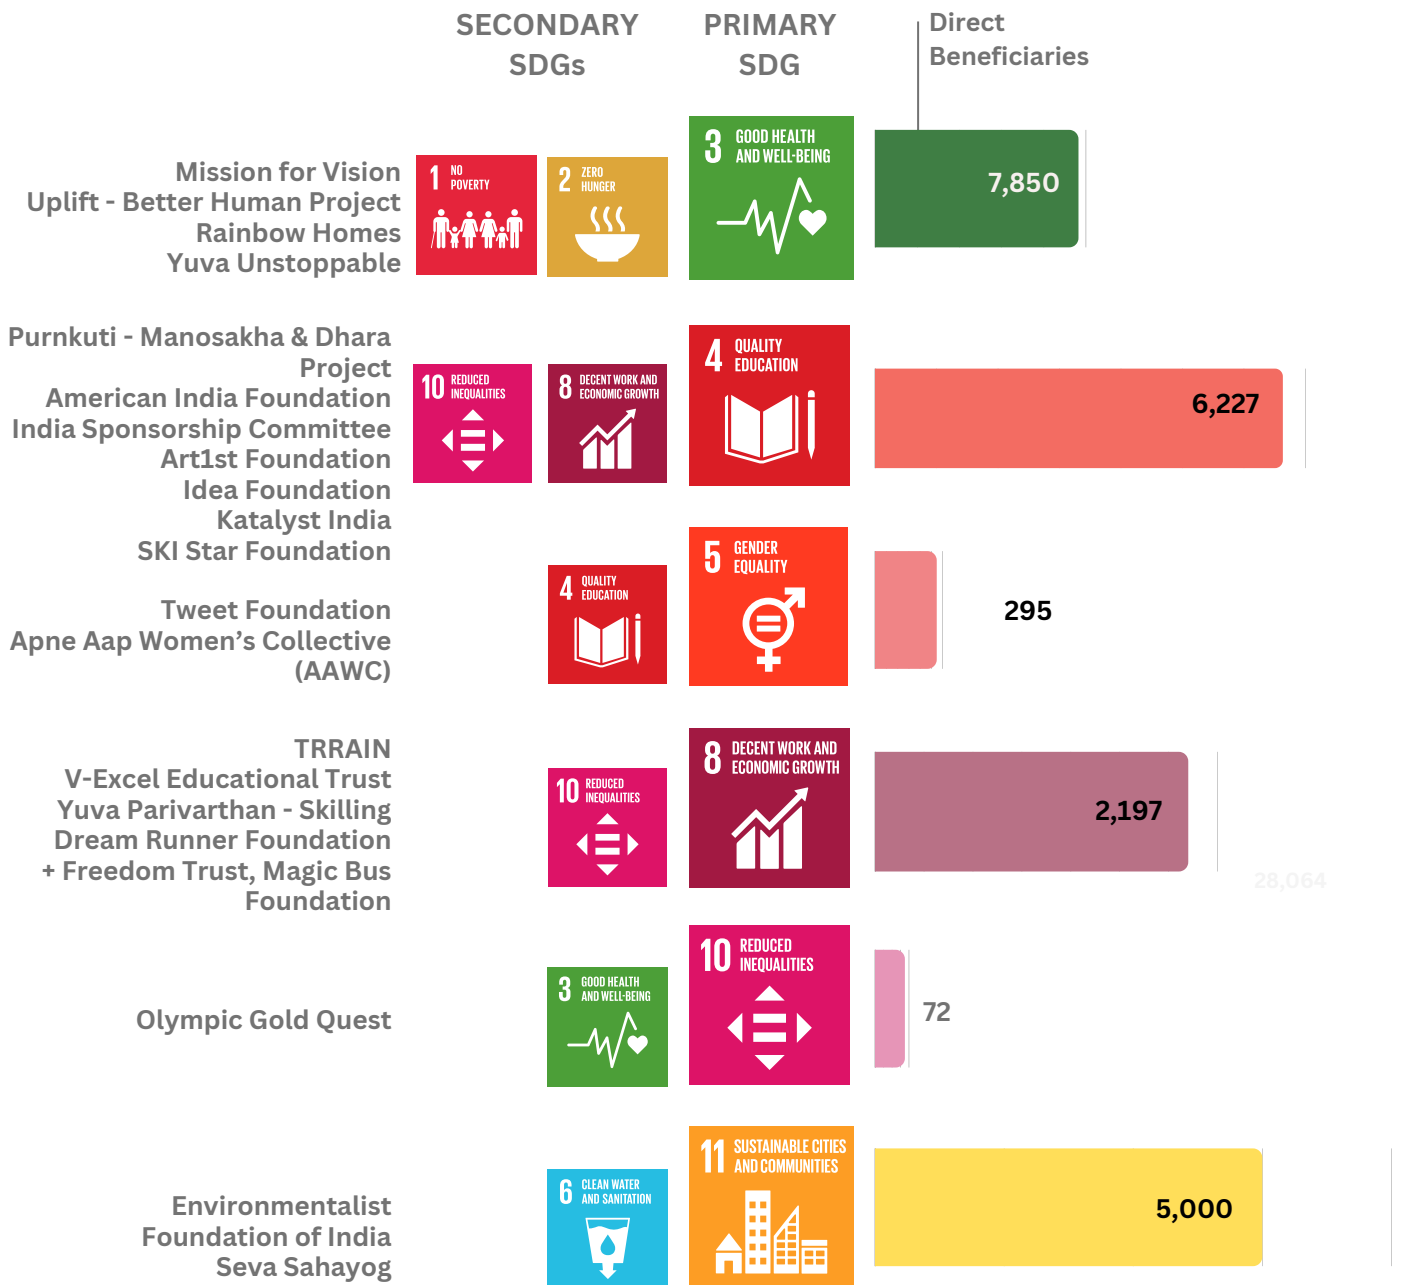 SECONDARY
SDGs
PRIMARY
SDG
Direct
Beneficiaries
Mission for Vision
Uplift - Better Human Project
Rainbow Homes
Yuva Unstoppable
1 NO
POVERTY
2 ZERO
HUNGER
3 GOOD HEALTH
AND WELL-BEING
7,850
Purnkuti - Manosakha & Dhara
Project
American India Foundation
India Sponsorship Committee
Art1st Foundation
Idea Foundation
Katalyst India
SKI Star Foundation
10 REDUCED
INEQUALITIES
8 DECENT WORK AND
ECONOMIC GROWTH
4 QUALITY
EDUCATION
6,227
Tweet Foundation
Apne Aap Women’s Collective
(AAWC)
4 QUALITY
EDUCATION
5 GENDER
EQUALITY
295
TRRAIN
V-Excel Educational Trust
Yuva Parivarthan - Skilling
Dream Runner Foundation
+ Freedom Trust, Magic Bus
Foundation
10 REDUCED
INEQUALITIES
8 DECENT WORK AND
ECONOMIC GROWTH
2,197
28,064
Olympic Gold Quest
3 GOOD HEALTH
AND WELL-BEING
10 REDUCED
INEQUALITIES
72
Environmentalist
Foundation of India
Seva Sahayog
6 CLEAN WATER
AND SANITATION
11 SUSTAINABLE CITIES
AND COMMUNITIES
5,000